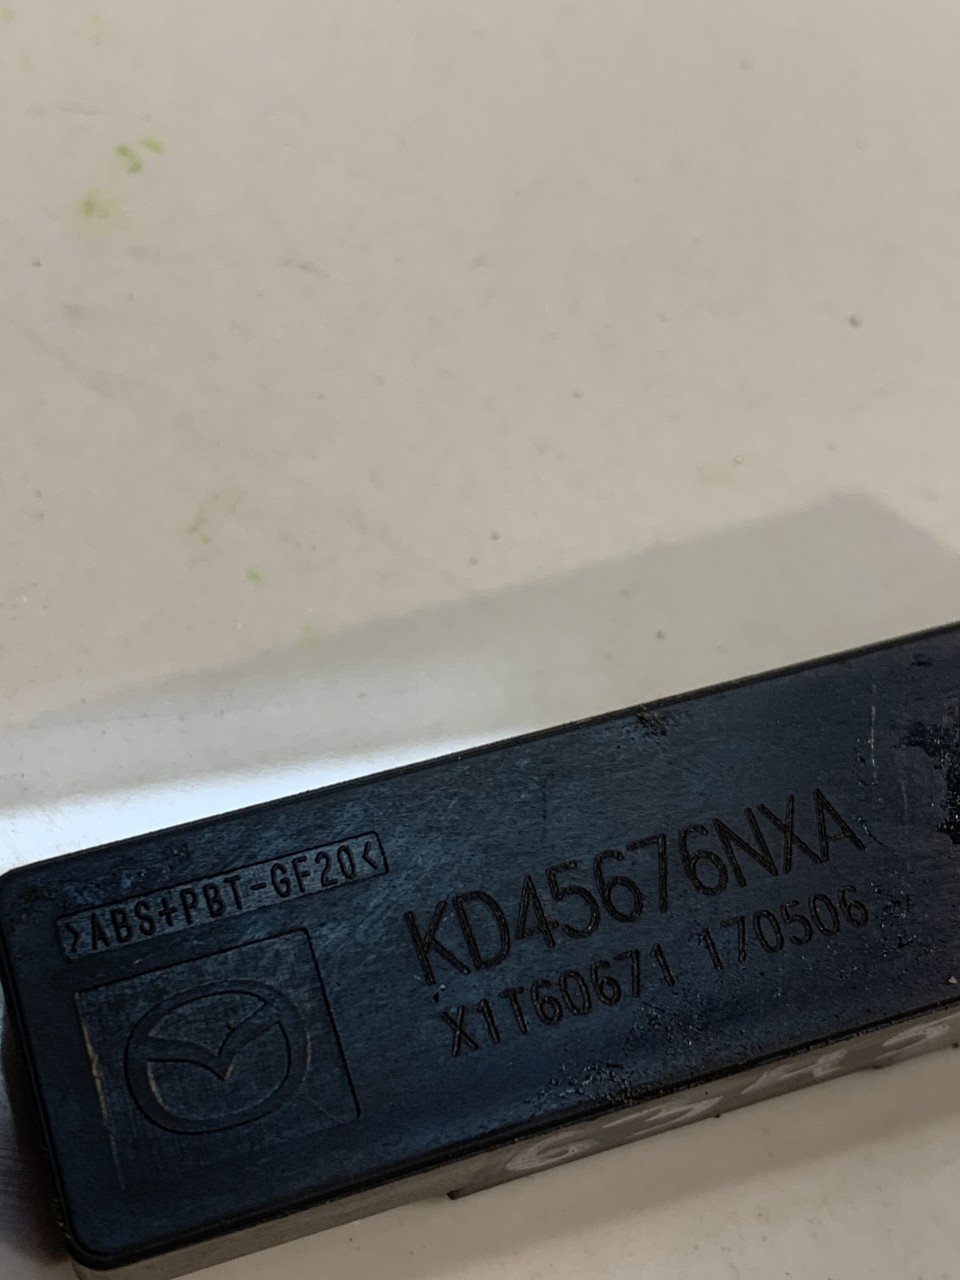 >ABS+PBT-GF20<
KD45676NXA
X1T60671 170506